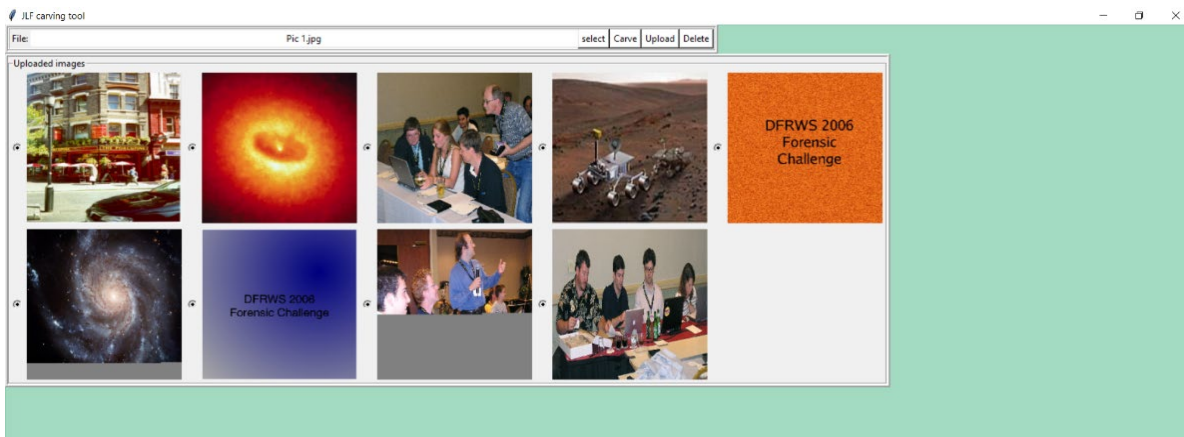 JLF carving tool
File: Pic 1.jpg select Carve Upload Delete
Uploaded images
DFRWS 2006
Forensic
Challenge
DFRWS 2006
Forensic Challenge